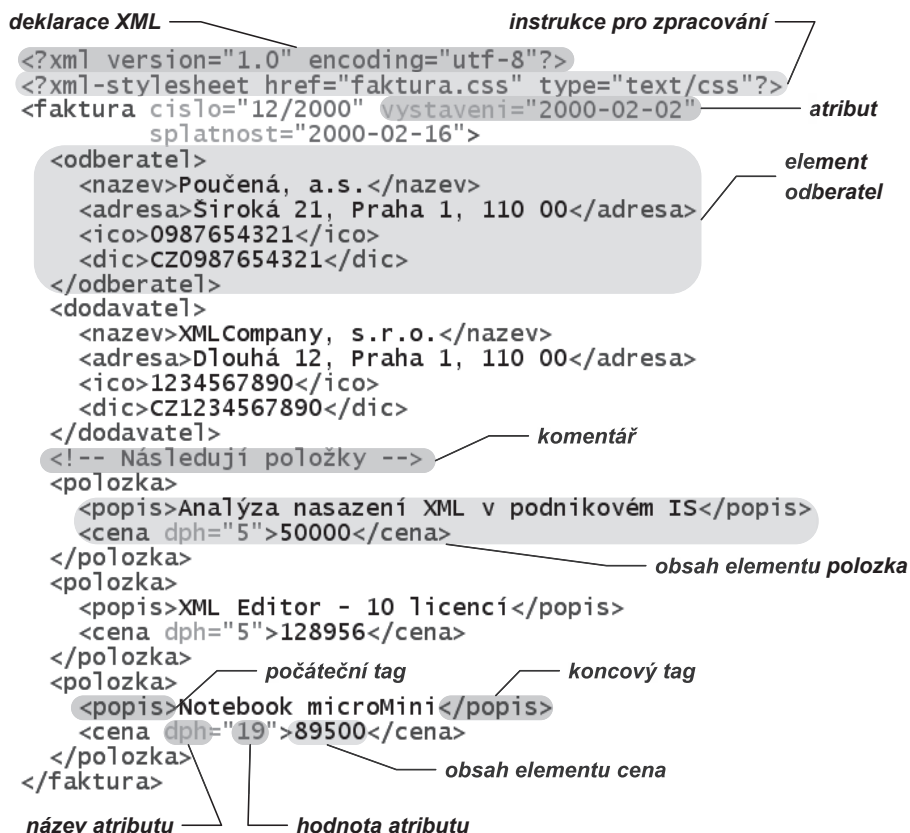 deklarace XML
instrukce pro zpracování
<?xml version="1.0" encoding="utf-8"?>
<?xml-stylesheet href="faktura.css" type="text/css"?>
<faktura cislo="12/2000" vystaveni="2000-02-02"
atribut
splatnost="2000-02-16">
<odberatel>
element
odberatel
<nazev>Poučená, a.s.</nazev>
<adresa>Široká 21, Praha 1, 110 00</adresa>
<ico>0987654321</ico>
<dic>CZ0987654321</dic>
</odberatel>
<dodavatel>
<nazev>XMLCompany, s.r.o.</nazev>
<adresa>Dlouhá 12, Praha 1, 110 00</adresa>
<ico>1234567890</ico>
<dic>CZ1234567890</dic>
</dodavatel>
komentář
<!-- Následují položky -->
<polozka>
<popis>Analýza nasazení XML v podnikovém IS</popis>
<cena dph="5">50000</cena>
</polozka>
obsah elementu polozka
<polozka>
<popis>XML Editor - 10 licencí</popis>
<cena dph="5">128956</cena>
</polozka>
počáteční tag
koncový tag
<polozka>
<popis>Notebook microMini</popis>
<cena dph="19">89500</cena>
</polozka>
obsah elementu cena
</faktura>
název atributu
hodnota atributu